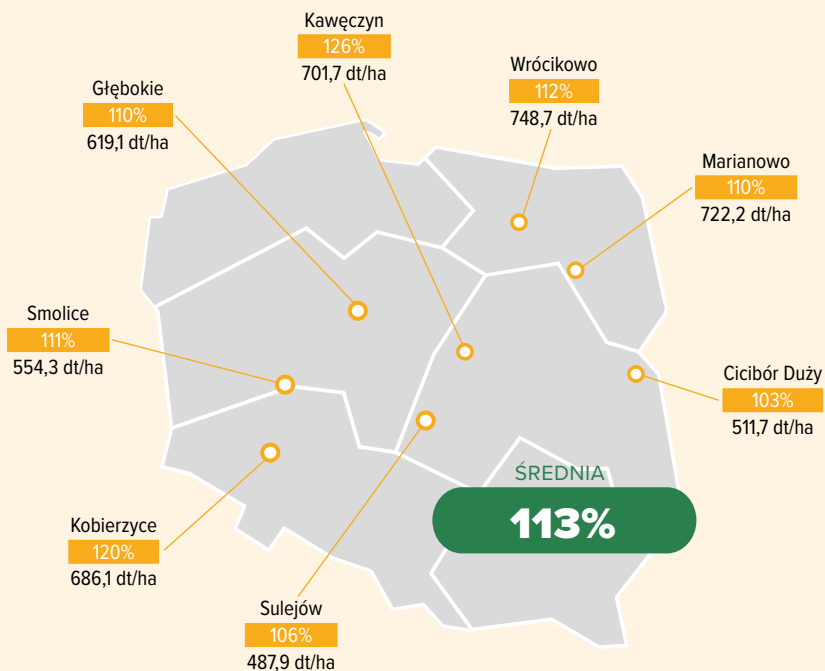 Kawęczyn
126%
701,7 dt/ha
Wrócikowo
112%
748,7 dt/ha
Głębokie
110%
619,1 dt/ha
Marianowo
110%
722,2 dt/ha
Smolice
111%
554,3 dt/ha
Cicibór Duży
103%
511,7 dt/ha
ŚREDNIA
113%
Kobierzyce
120%
686,1 dt/ha
Sulejów
106%
487,9 dt/ha